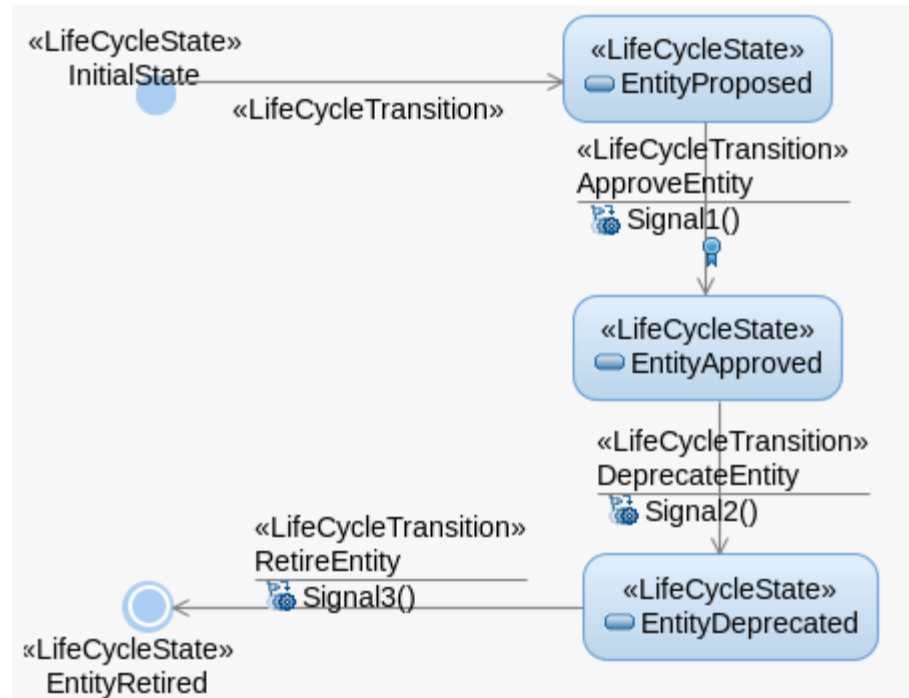 «LifeCycleState»
InitialState
«LifeCycleTransition»
«LifeCycleState»
EntityProposed
«LifeCycleTransition»
ApproveEntity
Signal1()
«LifeCycleState»
EntityApproved
«LifeCycleTransition»
DeprecateEntity
Signal2()
«LifeCycleState»
EntityDeprecated
«LifeCycleTransition»
RetireEntity
Signal3()
«LifeCycleState»
EntityRetired